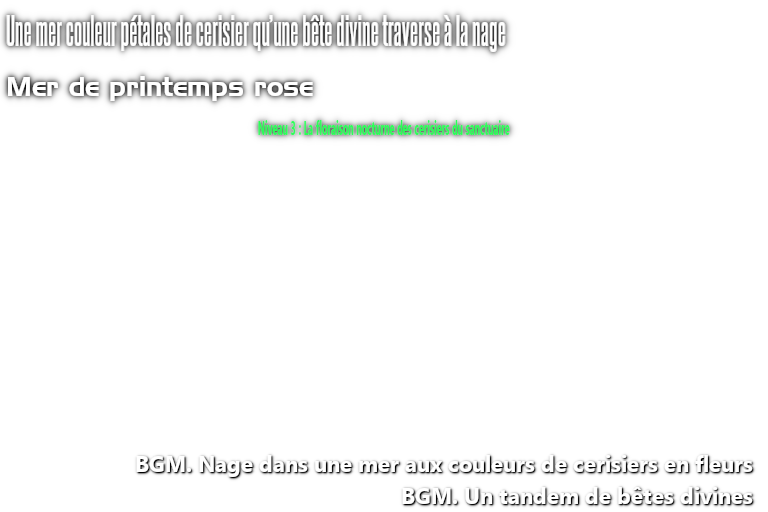 Une mer couleur pétales de cerisier qu'une bête divine traverse à la nage
Mer de printemps rose
Niveau 3 : La floraison nocturne des cerisiers du sanctuaire
BGM. Nage dans une mer aux couleurs de cerisiers en fleurs
BGM. Un tandem de bêtes divines